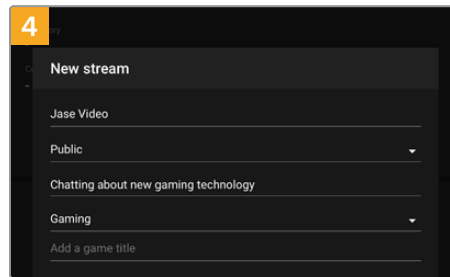 4
New stream
Jase Video
Public
Chatting about new gaming technology
Gaming
Add a game title